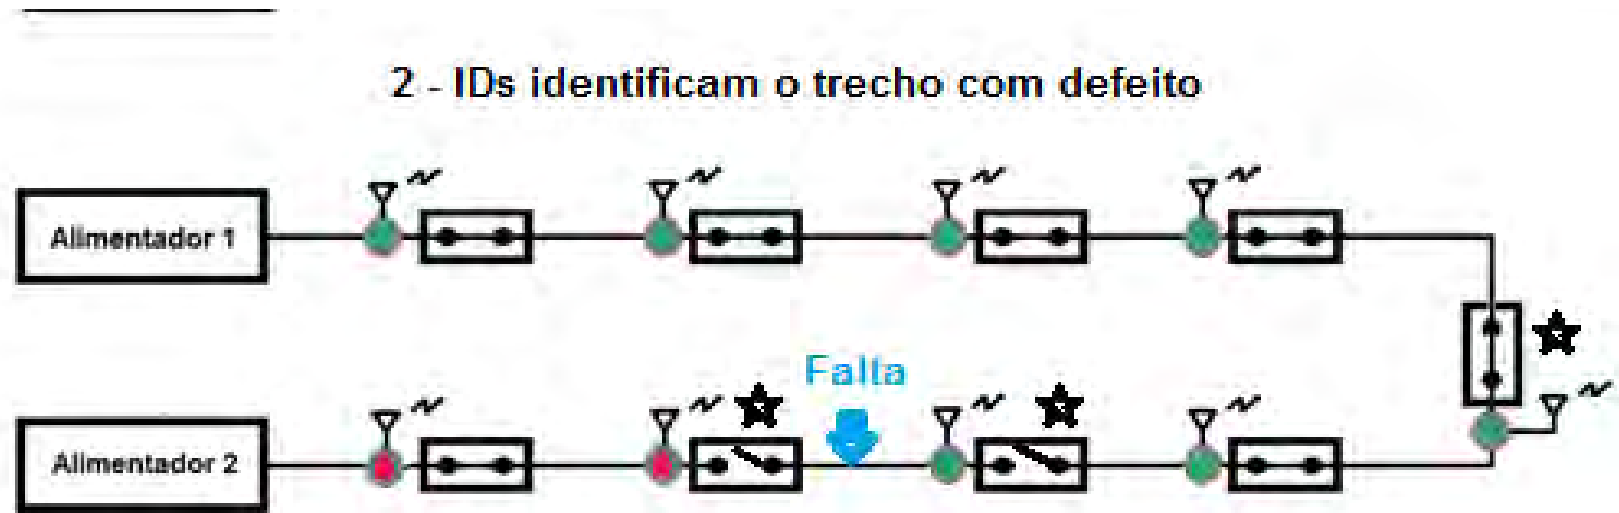 2 - IDs identificam o trecho com defeito
Alimentador 1
Falta
Alimentador 2